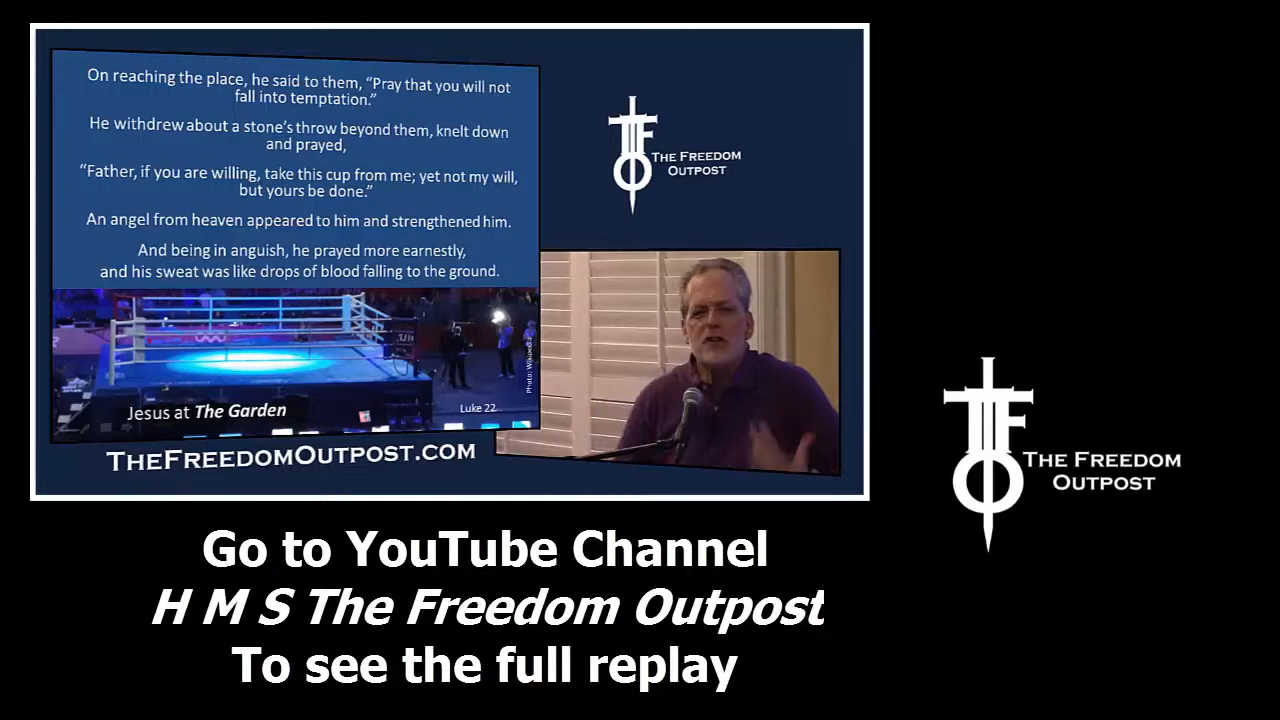 On reaching the place, he said to them, “Pray that you will not
fall into temptation.”
He withdrew about a stone’s throw beyond them, knelt down
and prayed,
“Father, if you are willing, take this cup from me; yet not my will,
but yours be done.”
An angel from heaven appeared to him and strengthened him.
And being in anguish, he prayed more earnestly,
and his sweat was like drops of blood falling to the ground.
Photo: Wikipedia
Jesus at The Garden
Luke 22
TheFreedomOutpost.com
TFO
The Freedom
Outpost
Go to YouTube Channel
H M S The Freedom Outpost
To see the full replay
TFO
The Freedom
Outpost